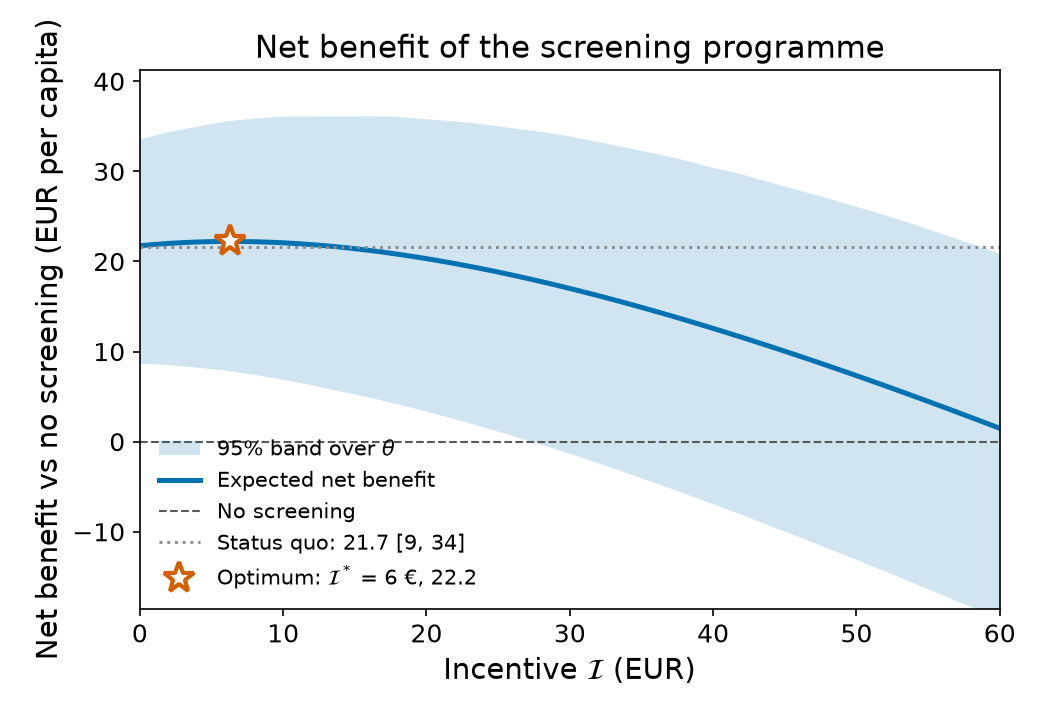 Net benefit of the screening programme
Net benefit vs no screening (EUR per capita)
40
30
20
10
0
−10
95% band over θ
Expected net benefit
No screening
Status quo: 21.7 [9, 34]
Optimum: ℐ* = 6 €, 22.2
0 10 20 30 40 50 60
Incentive ℐ (EUR)